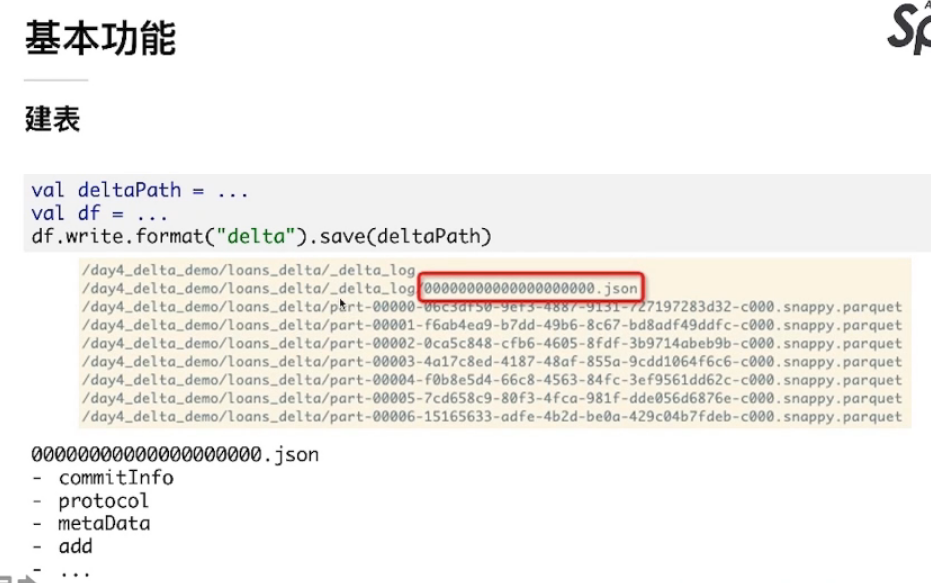 基本功能
建表
val deltaPath = ...
val df = ...
df.write.format("delta").save(deltaPath)
/day4_delta_demo/loans_delta/_delta_log
/day4_delta_demo/loans_delta/_delta_log/00000000000000000000.json
/day4_delta_demo/loans_delta/part-00000-06c3df50-9ef3-4887-9131-727197283d32-c000.snappy.parquet
/day4_delta_demo/loans_delta/part-00001-f6ab4ea9-b7dd-49b6-8c67-bd8adf49ddfc-c000.snappy.parquet
/day4_delta_demo/loans_delta/part-00002-0ca5c848-cfb6-4605-8fdf-3b9714abeb9b-c000.snappy.parquet
/day4_delta_demo/loans_delta/part-00003-4a17c8ed-4187-48af-855a-9cdd1064f6c6-c000.snappy.parquet
/day4_delta_demo/loans_delta/part-00004-f0b8e5d4-66c8-4563-84fc-3ef9561dd62c-c000.snappy.parquet
/day4_delta_demo/loans_delta/part-00005-7cd658c9-80f3-4fca-981f-dde056d6876e-c000.snappy.parquet
/day4_delta_demo/loans_delta/part-00006-15165633-adfe-4b2d-be0a-429c04b7fdeb-c000.snappy.parquet
00000000000000000000.json
- commitInfo
- protocol
- metaData
- add
- ...